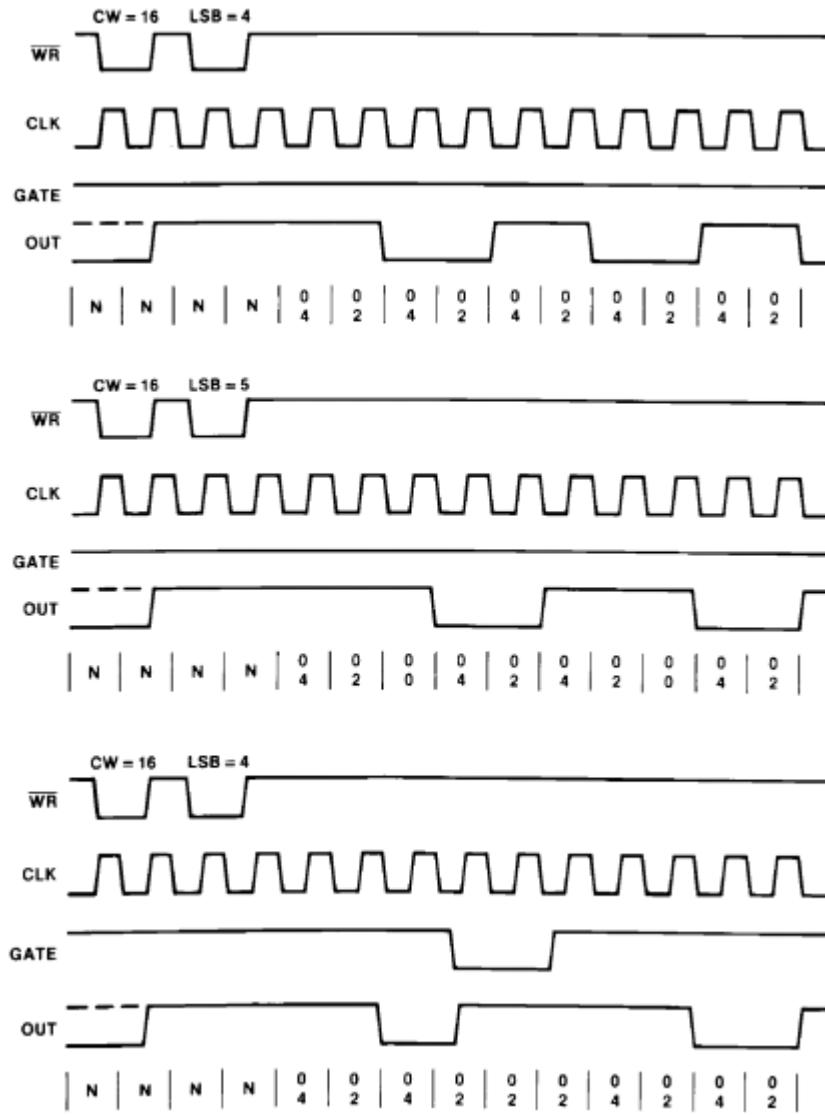 CW = 16 LSB = 4
WR
CLK
GATE
OUT
N N N N 0 0 0 0 0 0 0 0 0 0
4 2 4 2 4 2 4 2 4 2
CW = 16 LSB = 5
WR
CLK
GATE
OUT
N N N N 0 0 0 0 0 0 0 0 0 0
4 2 0 4 2 4 2 0 4 2
CW = 16 LSB = 4
WR
CLK
GATE
OUT
N N N N 0 0 0 0 0 0 0 0 0 0
4 2 4 2 2 2 4 2 4 2